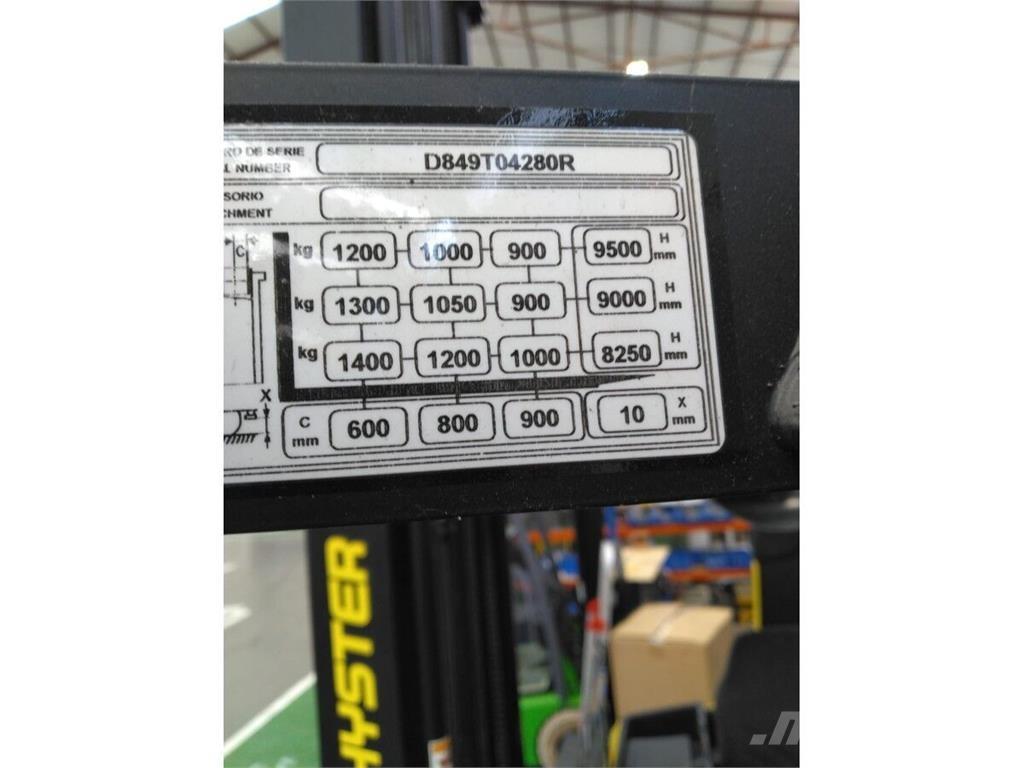 RO DE SERIE
L NUMBER
D849T04280R
SORIO
CHMENT
C
kg 1200 1000 900 9500 H mm
kg 1300 1050 900 9000 H mm
kg 1400 1200 1000 8250 H mm
X
C mm 600 800 900 10 X mm
HYSTER